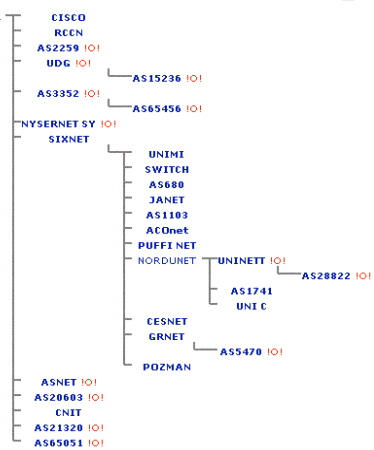 CISCO
RCCN
AS2259 !O!
UDG !O!
AS15236 !O!
AS3352 !O!
AS65456 !O!
NYSERNET SY !O!
SIXNET
UNIMI
SWITCH
AS680
JANET
AS1103
ACOnet
PUFFI NET
NORDUNET UNINETT !O!
AS28822 !O!
AS1741
UNI C
CESNET
GRNET
AS5470 !O!
POZMAN
ASNET !O!
AS20603 !O!
CNIT
AS21320 !O!
AS65051 !O!